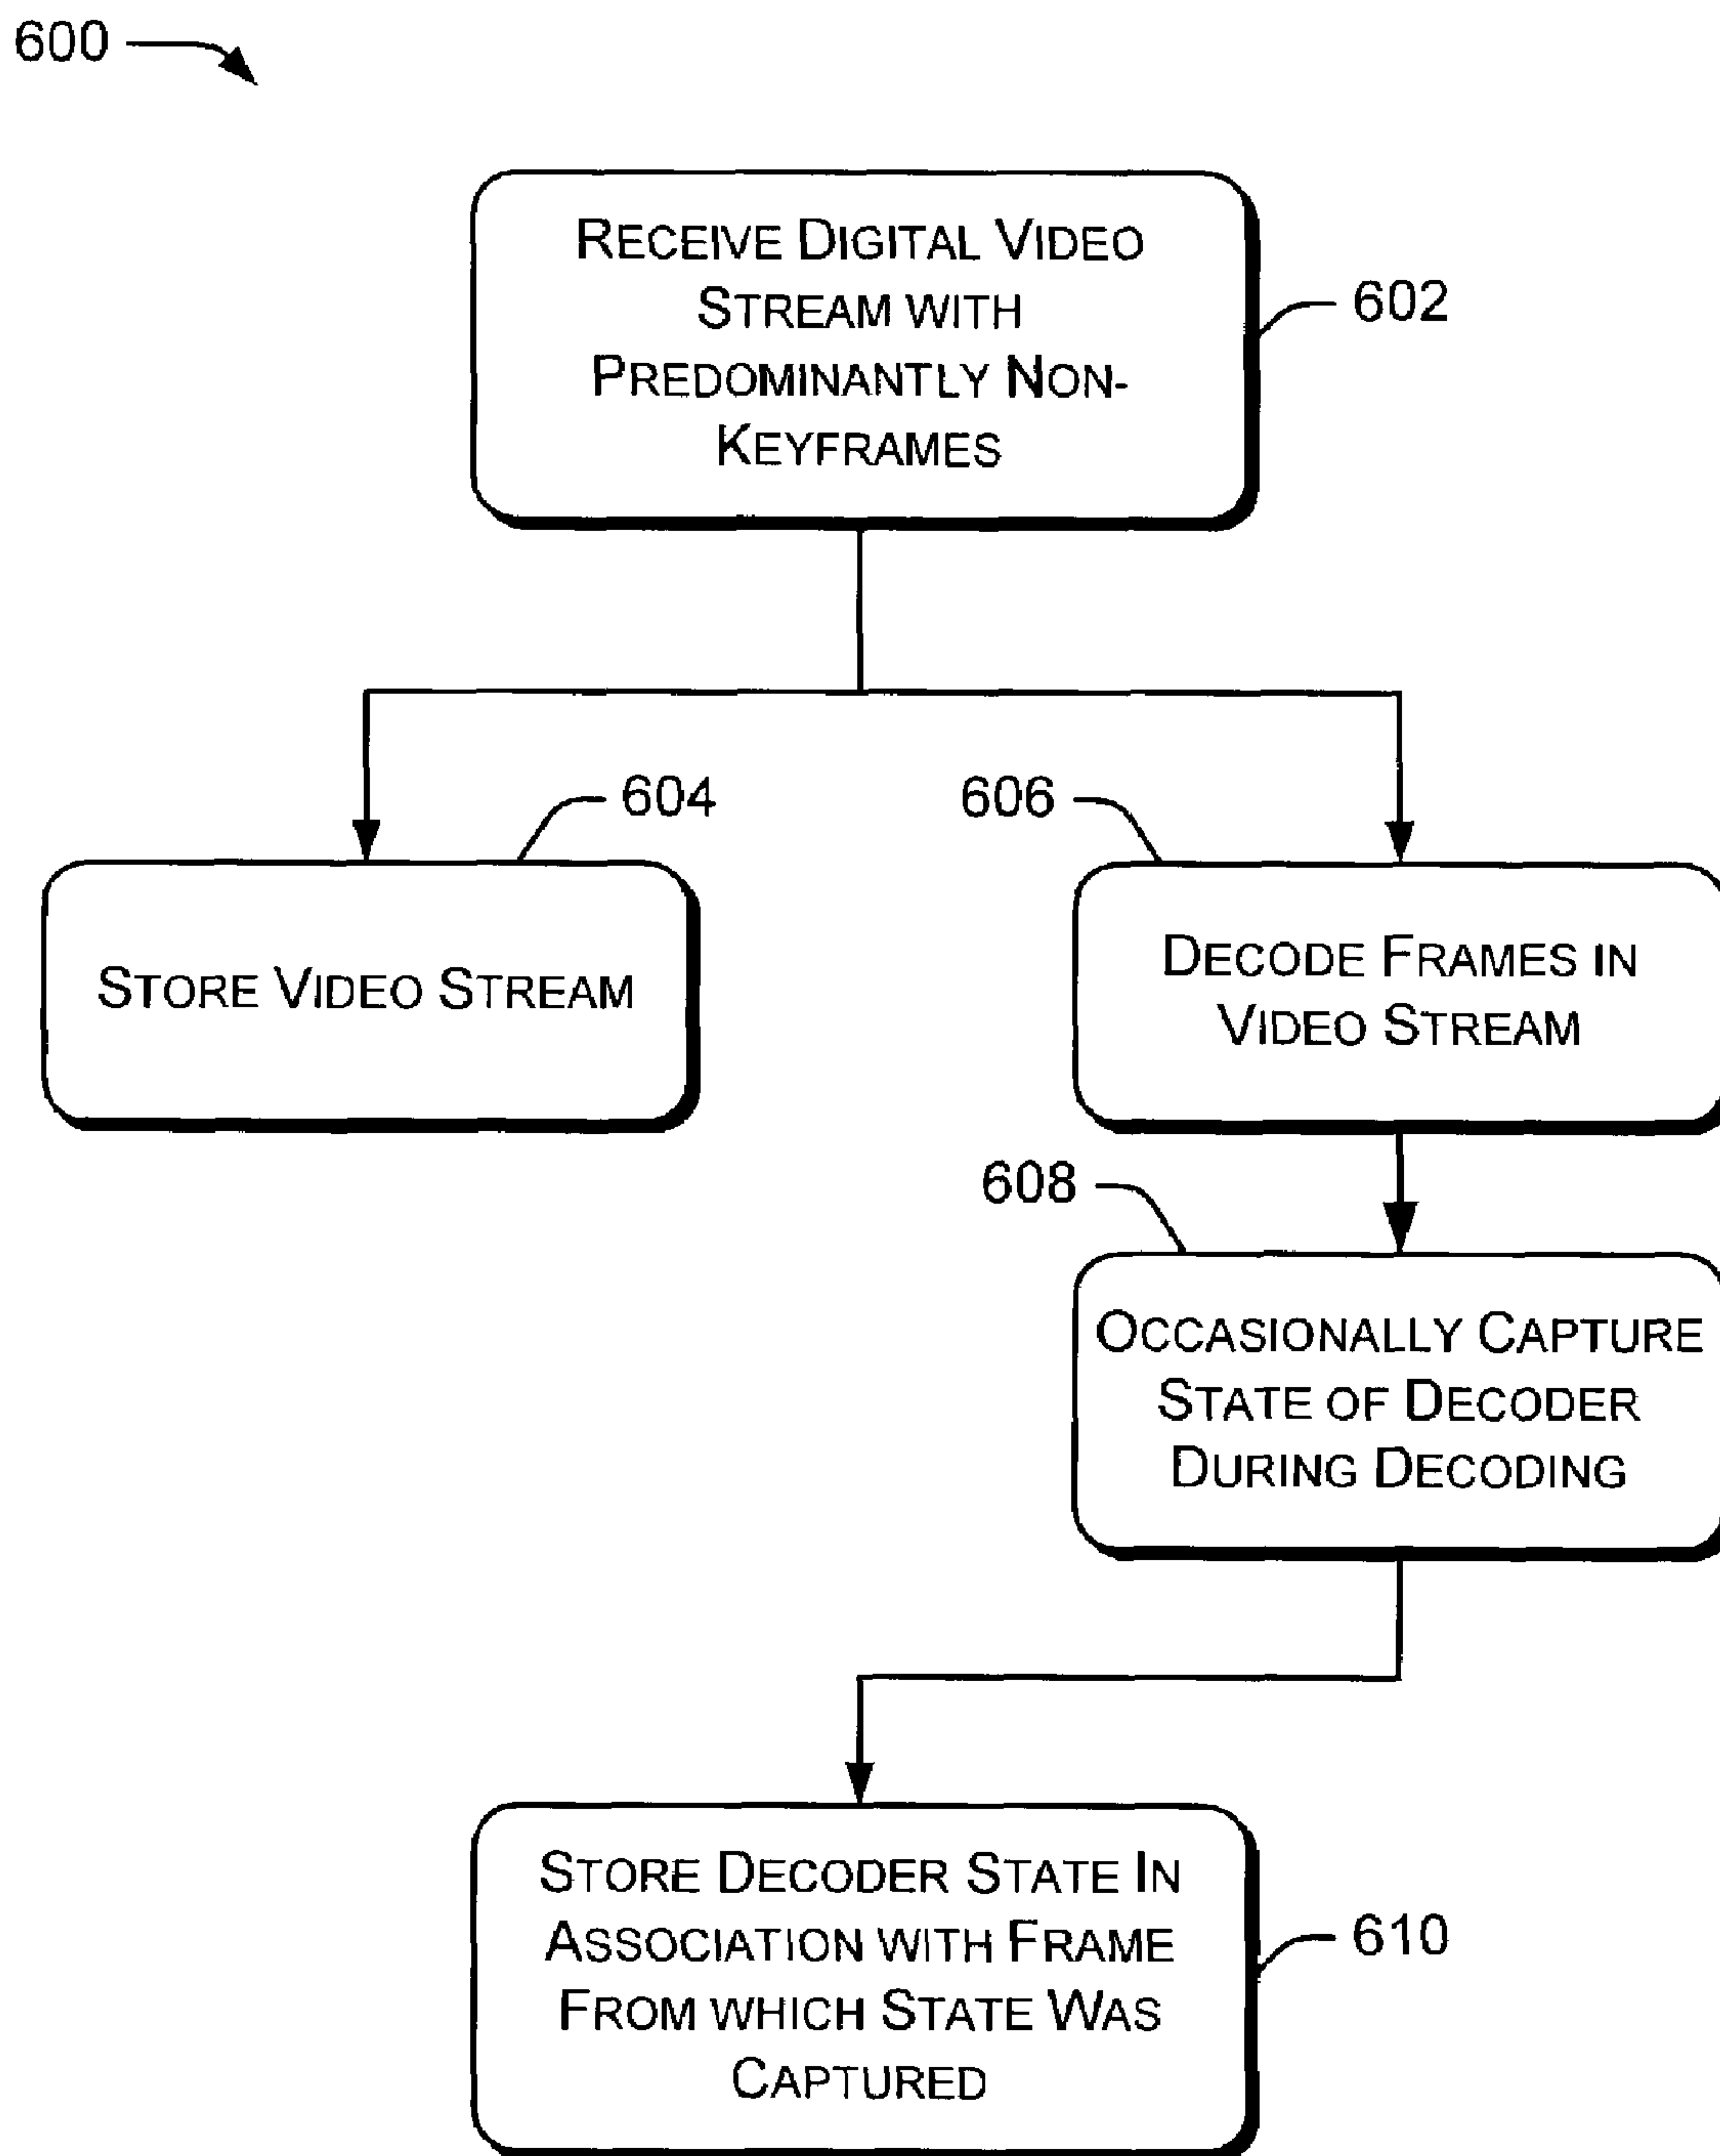 600
RECEIVE DIGITAL VIDEO
STREAM WITH
PREDOMINANTLY NON-
KEYFRAMES
602
604
606
STORE VIDEO STREAM
DECODE FRAMES IN
VIDEO STREAM
608
OCCASIONALLY CAPTURE
STATE OF DECODER
DURING DECODING
STORE DECODER STATE IN
ASSOCIATION WITH FRAME
FROM WHICH STATE WAS
CAPTURED
610